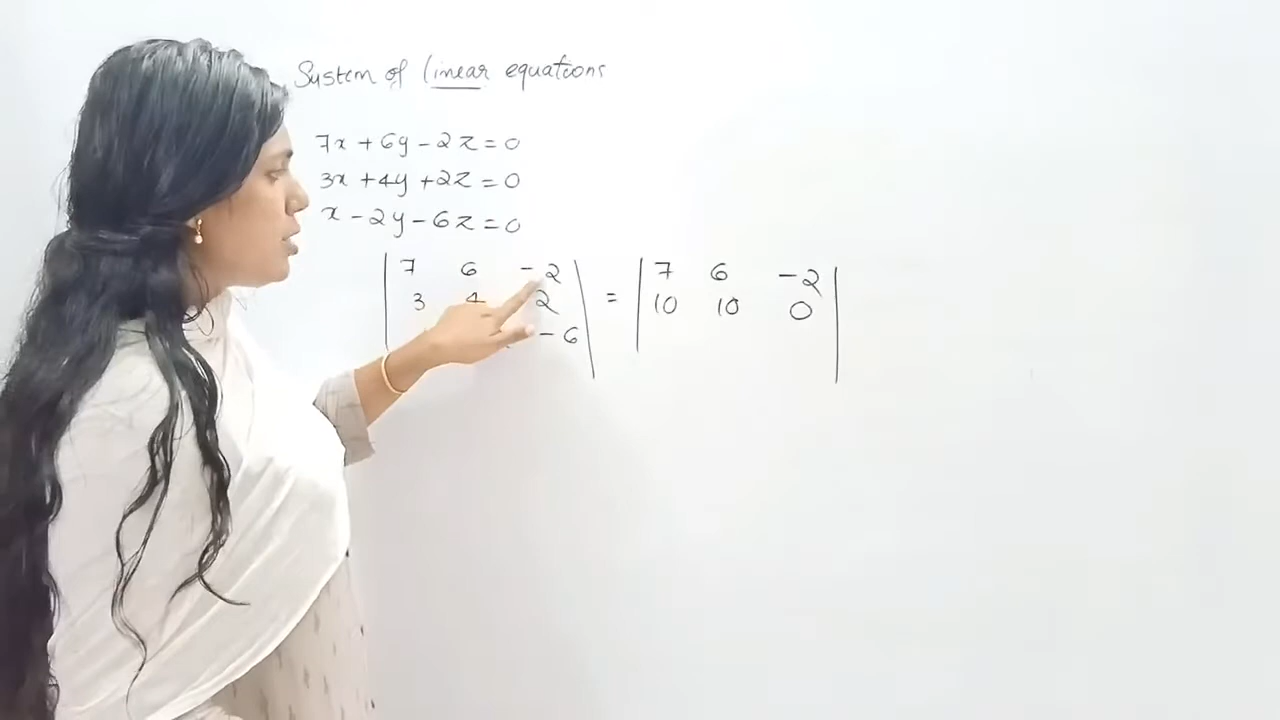 System of linear equations
7x + 6y - 2z = 0
3x + 4y + 2z = 0
x - 2y - 6z = 0
| 7 6 -2 | = | 7 6 -2 |
3 4 2 10 10 0
-6